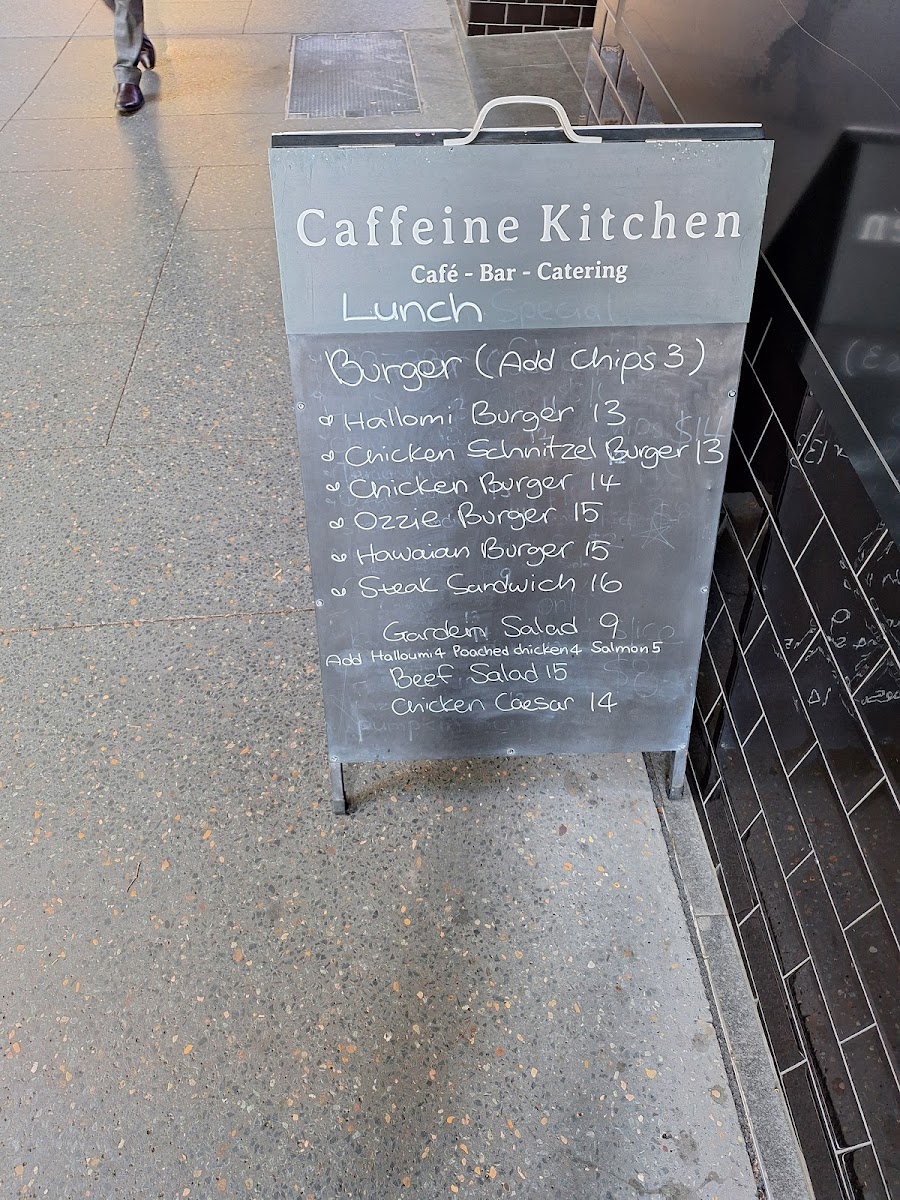 Caffeine Kitchen
Café - Bar - Catering
Lunch Special
Burger (Add Chips 3)
Hallomi Burger 13
Chicken Schnitzel Burger 13
Chicken Burger 14
Ozzie Burger 15
Hawaiian Burger 15
Steak Sandwich 16
Garden Salad 9
Add Halloumi 4 Poached chicken 4 Salmon 5
Beef Salad 15
Chicken Caesar 14